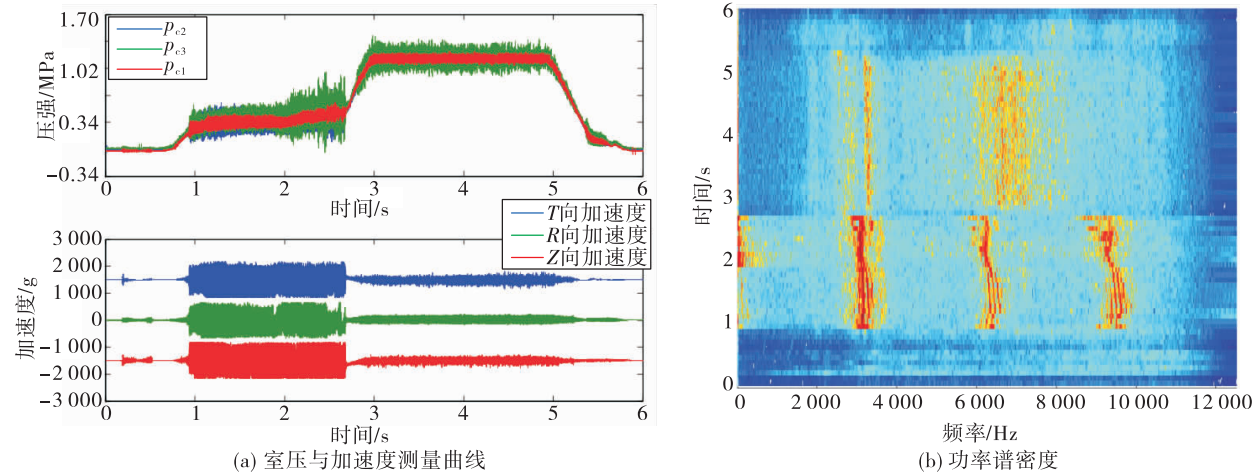 1.70
1.02
0.34
−0.34
压强/MPa
p_c2
p_c3
p_c1
0 1 2 3 4 5 6
时间/s
T向加速度
R向加速度
Z向加速度
3 000
2 000
1 000
0
−1 000
−2 000
−3 000
加速度/g
0 1 2 3 4 5 6
时间/s
(a) 室压与加速度测量曲线
6
5
4
3
2
1
0
时间/s
0 2 000 4 000 6 000 8 000 10 000 12 000
频率/Hz
(b) 功率谱密度